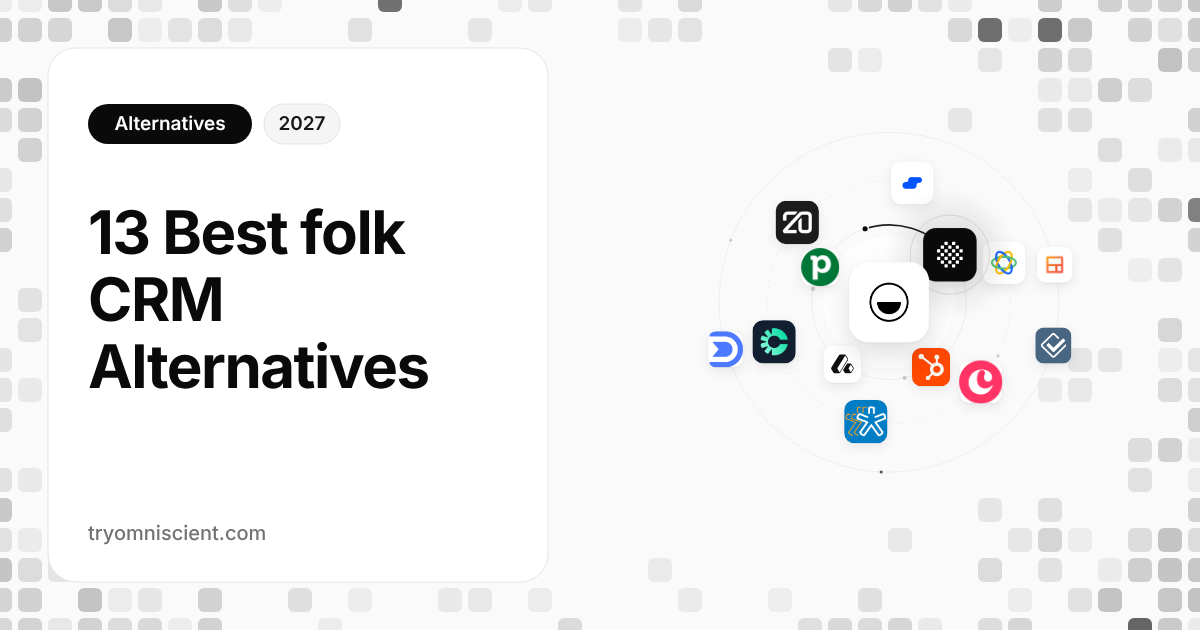 Alternatives
2027
13 Best folk
CRM
Alternatives
tryomniscient.com